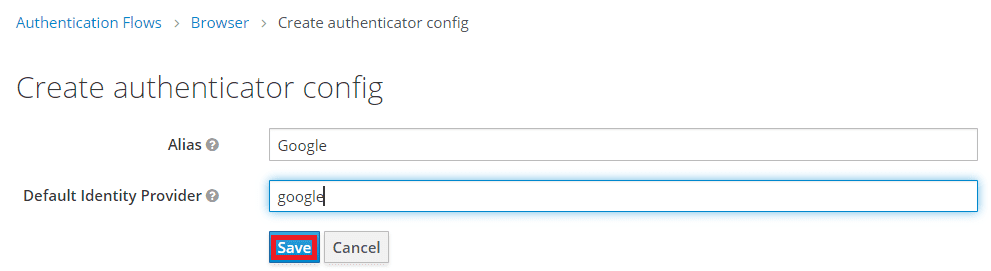 Authentication Flows > Browser > Create authenticator config
Create authenticator config
Alias ?
Google
Default Identity Provider ?
google
Save Cancel